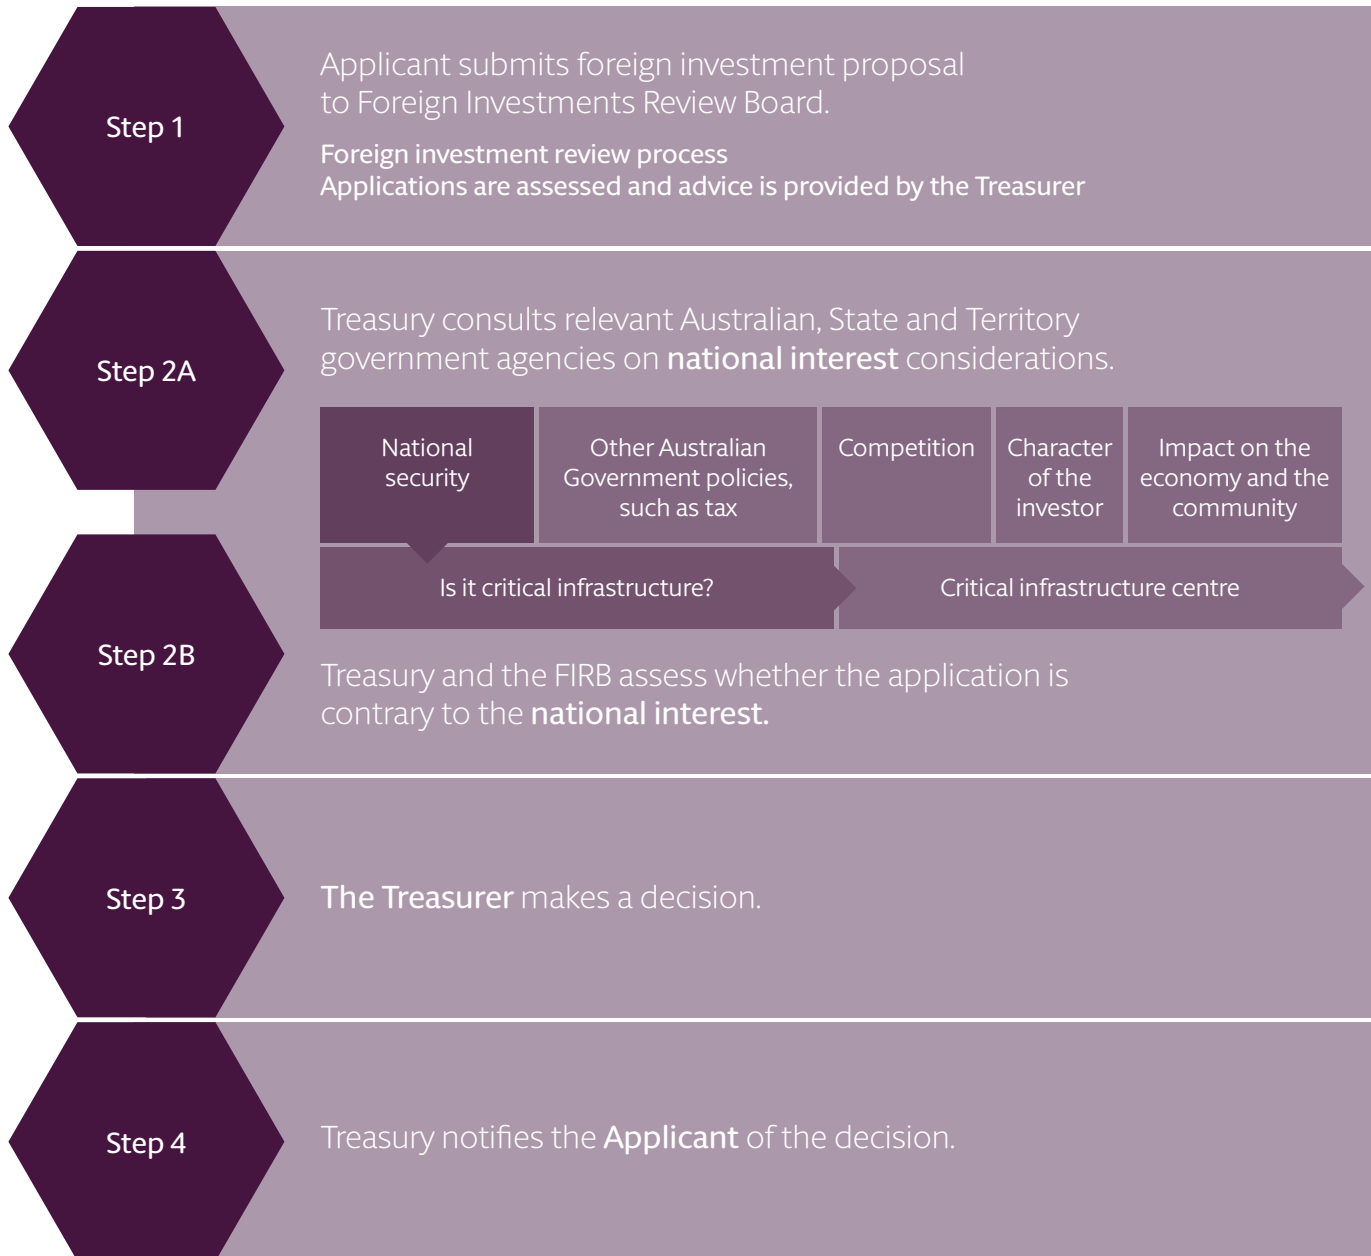 Step 1
Applicant submits foreign investment proposal
to Foreign Investments Review Board.
Foreign investment review process
Applications are assessed and advice is provided by the Treasurer
Step 2A
Treasury consults relevant Australian, State and Territory
government agencies on national interest considerations.
National
security
Other Australian
Government policies,
such as tax
Competition
Character
of the
investor
Impact on the
economy and the
community
Is it critical infrastructure?
Critical infrastructure centre
Step 2B
Treasury and the FIRB assess whether the application is
contrary to the national interest.
Step 3
The Treasurer makes a decision.
Step 4
Treasury notifies the Applicant of the decision.